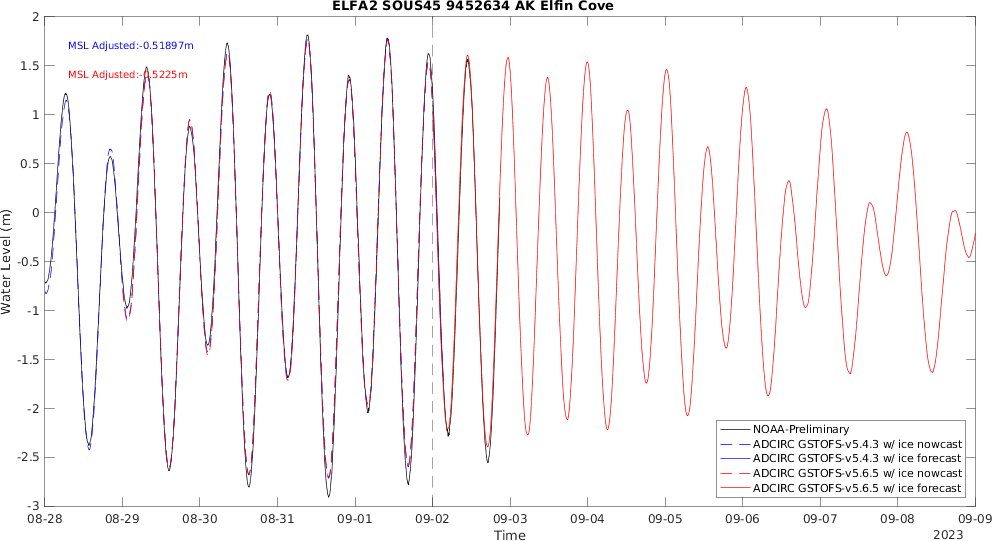 ELFA2 SOUS45 9452634 AK Elfin Cove
2
MSL Adjusted:-0.51897m
1.5
MSL Adjusted:-0.5225m
1
0.5
0
-0.5
-1
-1.5
-2
-2.5
-3
Water Level (m)
NOAA-Preliminary
ADCIRC GSTOFS-v5.4.3 w/ ice nowcast
ADCIRC GSTOFS-v5.4.3 w/ ice forecast
ADCIRC GSTOFS-v5.6.5 w/ ice nowcast
ADCIRC GSTOFS-v5.6.5 w/ ice forecast
08-28 08-29 08-30 08-31 09-01 09-02 09-03 09-04 09-05 09-06 09-07 09-08 09-09
Time
2023